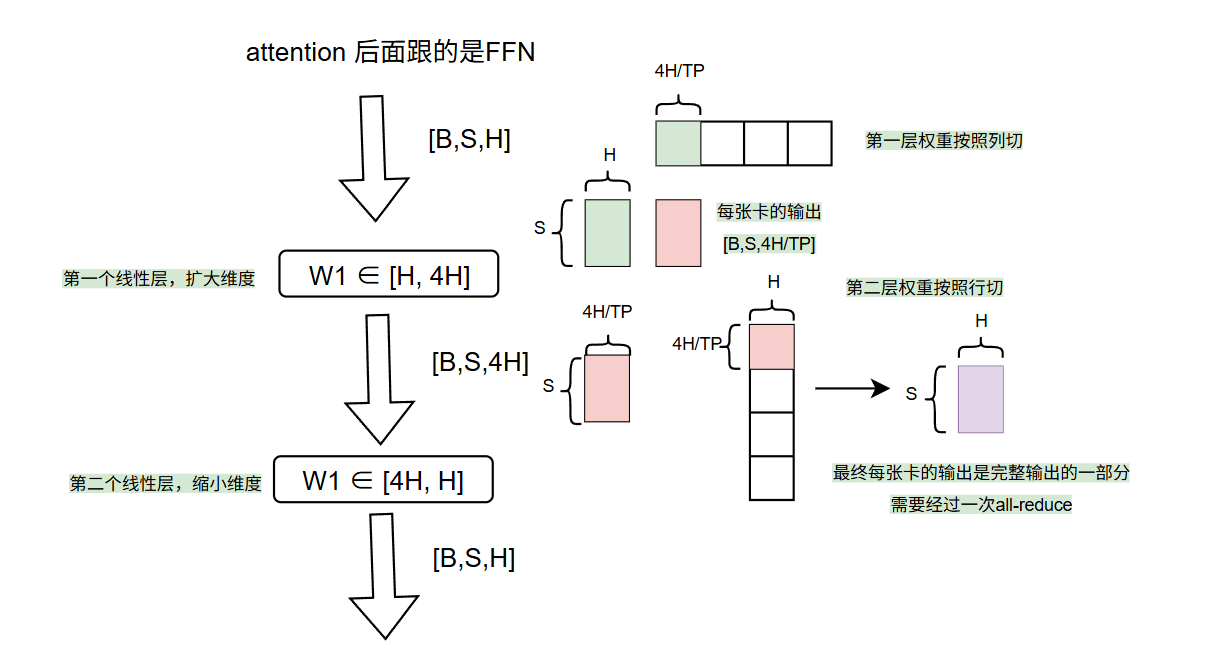 attention 后面跟的是FFN
[B,S,H]
第一个线性层，扩大维度
W1 ∈ [H, 4H]
[B,S,4H]
第二个线性层，缩小维度
W1 ∈ [4H, H]
[B,S,H]
4H/TP
第一层权重按照列切
H
S
每张卡的输出
[B,S,4H/TP]
4H/TP
S
第二层权重按照行切
H
4H/TP
H
S
最终每张卡的输出是完整输出的一部分
需要经过一次all-reduce